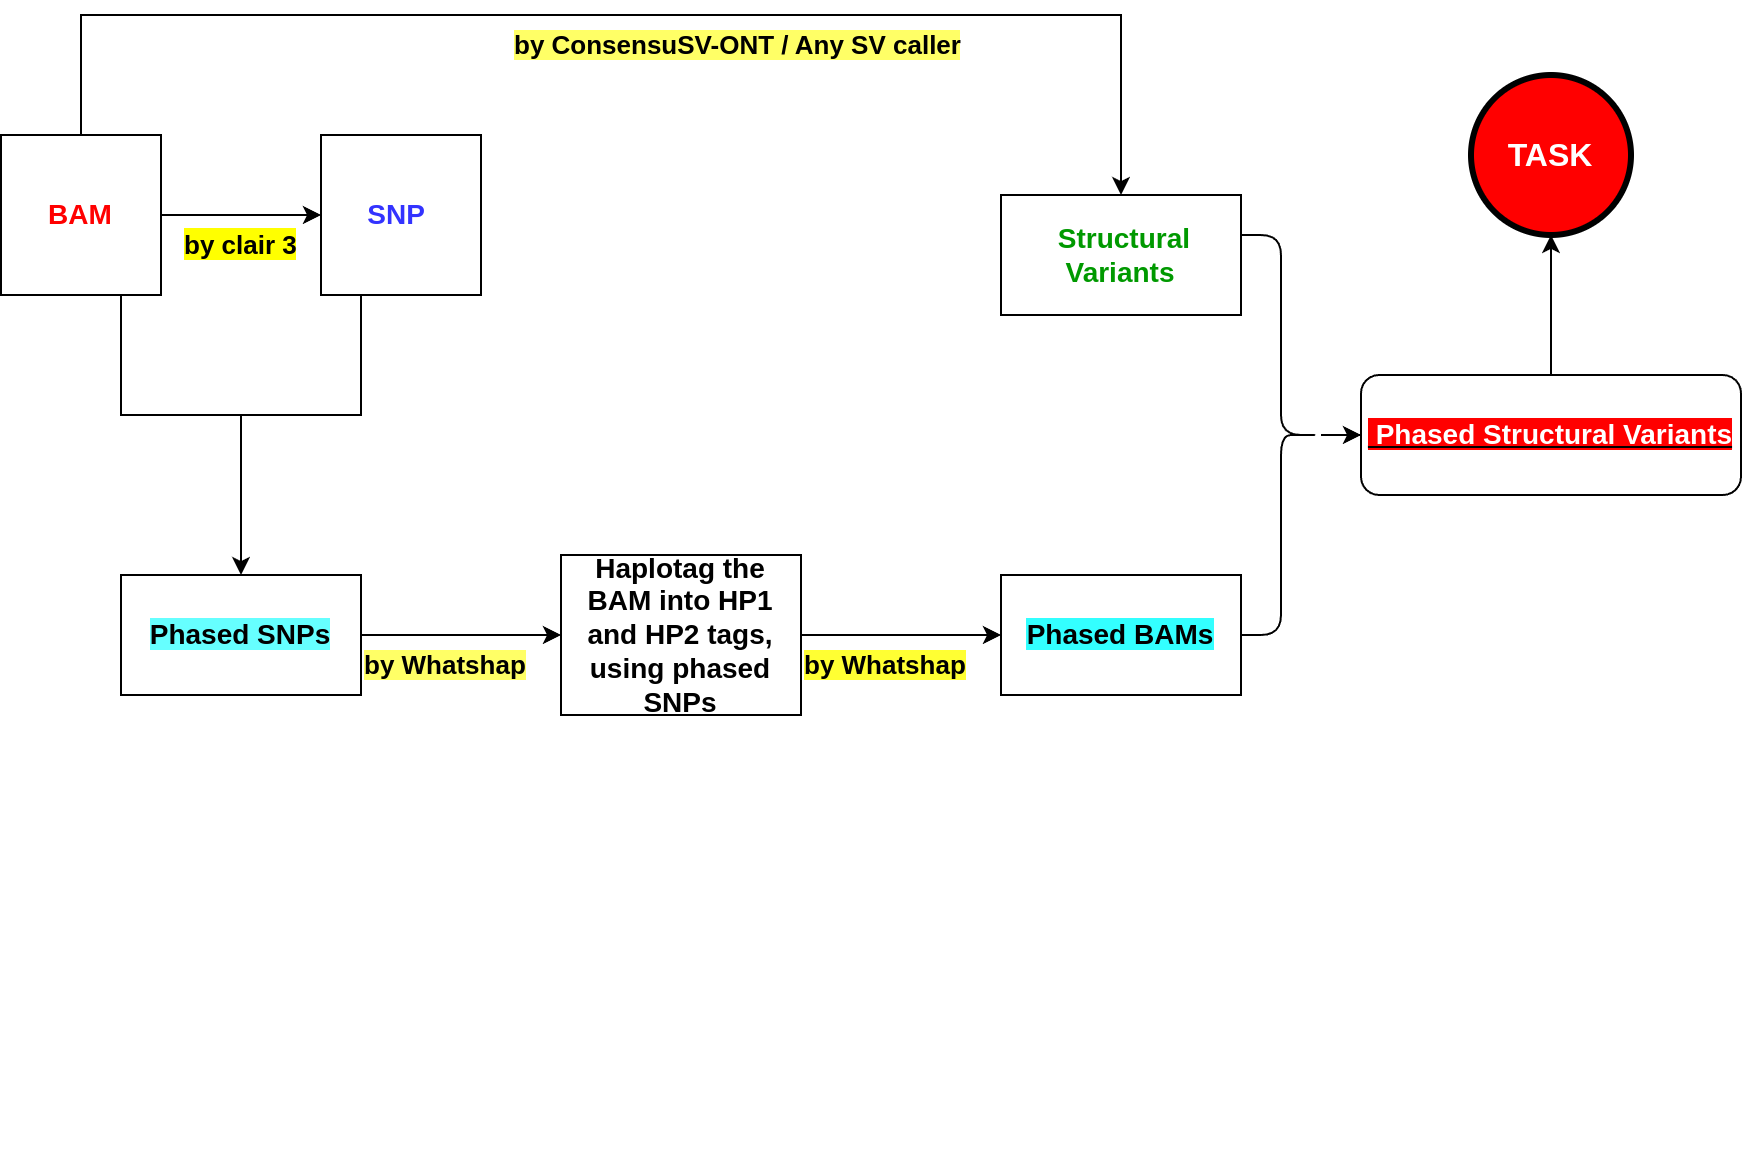 by ConsensuSV-ONT / Any SV caller
TASK
BAM
SNP
by clair 3
Structural
Variants
Phased Structural Variants
Haplotag the
BAM into HP1
and HP2 tags,
using phased
SNPs
Phased SNPs
by Whatshap
by Whatshap
Phased BAMs